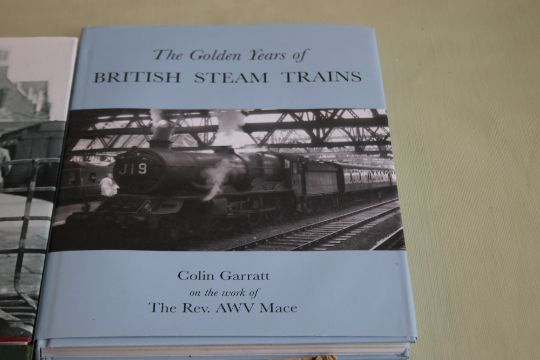 The Golden Years of
BRITISH STEAM TRAINS
J19
Colin Garratt
on the work of
The Rev. AWV Mace